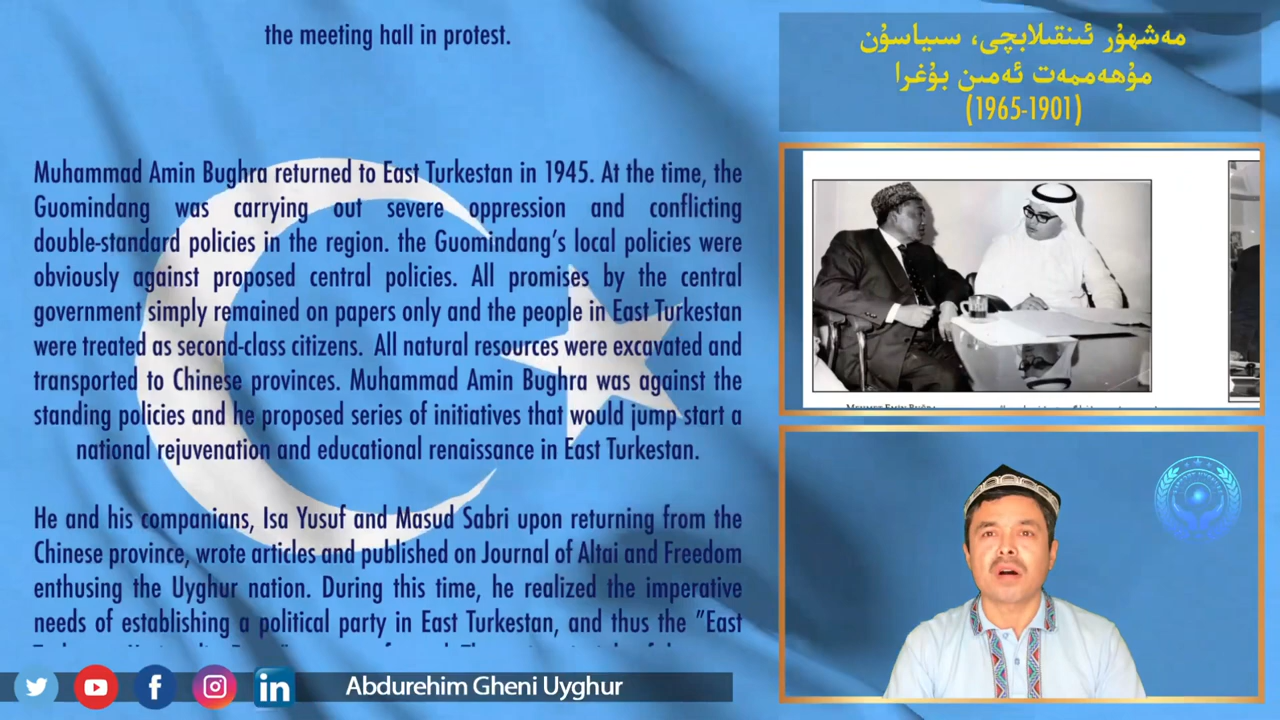 the meeting hall in protest.
Muhammad Amin Bughra returned to East Turkestan in 1945. At the time, the
Guomindang was carrying out severe oppression and conflicting
double-standard policies in the region. the Guomindang's local policies were
obviously against proposed central policies. All promises by the central
government simply remained on papers only and the people in East Turkestan
were treated as second-class citizens. All natural resources were excavated and
transported to Chinese provinces. Muhammad Amin Bughra was against the
standing policies and he proposed series of initiatives that would jump start a
national rejuvenation and educational renaissance in East Turkestan.
He and his companians, Isa Yusuf and Masud Sabri upon returning from the
Chinese province, wrote articles and published on Journal of Altai and Freedom
enthusing the Uyghur nation. During this time, he realized the imperative
needs of establishing a political party in East Turkestan, and thus the "East
Abdurehim Gheni Uyghur
مەشھۇر ئىنقىلابچى، سىياسىئون
مۇھەممەت ئەمىن بۇغرا
(1901-1965)
MEHMET EMIN BUĞRA